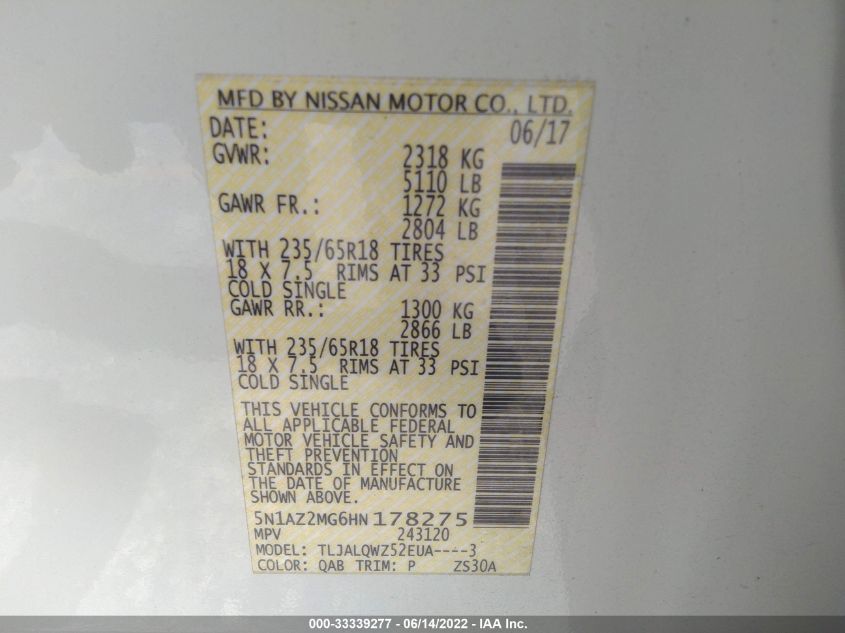 MFD BY NISSAN MOTOR CO., LTD.
DATE: 06/17
GVWR: 2318 KG
5110 LB
GAWR FR.: 1272 KG
2804 LB
WITH 235/65R18 TIRES
18 X 7.5 RIMS AT 33 PSI
COLD SINGLE
GAWR RR.: 1300 KG
2866 LB
WITH 235/65R18 TIRES
18 X 7.5 RIMS AT 33 PSI
COLD SINGLE
THIS VEHICLE CONFORMS TO
ALL APPLICABLE FEDERAL
MOTOR VEHICLE SAFETY AND
THEFT PREVENTION
STANDARDS IN EFFECT ON
THE DATE OF MANUFACTURE
SHOWN ABOVE.
5N1AZ2MG6HN178275
MPV 243120
MODEL: TLJALQWZ52EUA----3
COLOR: QAB TRIM: P ZS30A
000-33339277 - 06/14/2022 - IAA Inc.